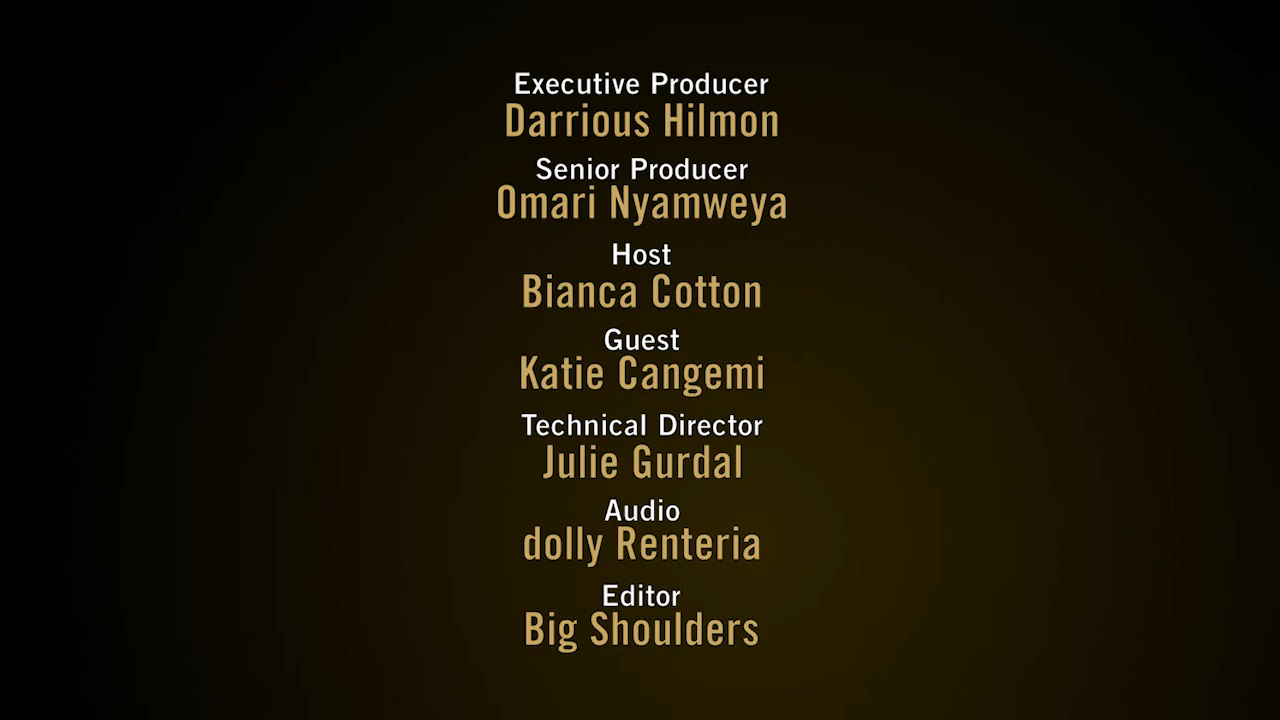 Executive Producer
Darrious Hilmon
Senior Producer
Omari Nyamweya
Host
Bianca Cotton
Guest
Katie Cangemi
Technical Director
Julie Gurdal
Audio
dolly Renteria
Editor
Big Shoulders